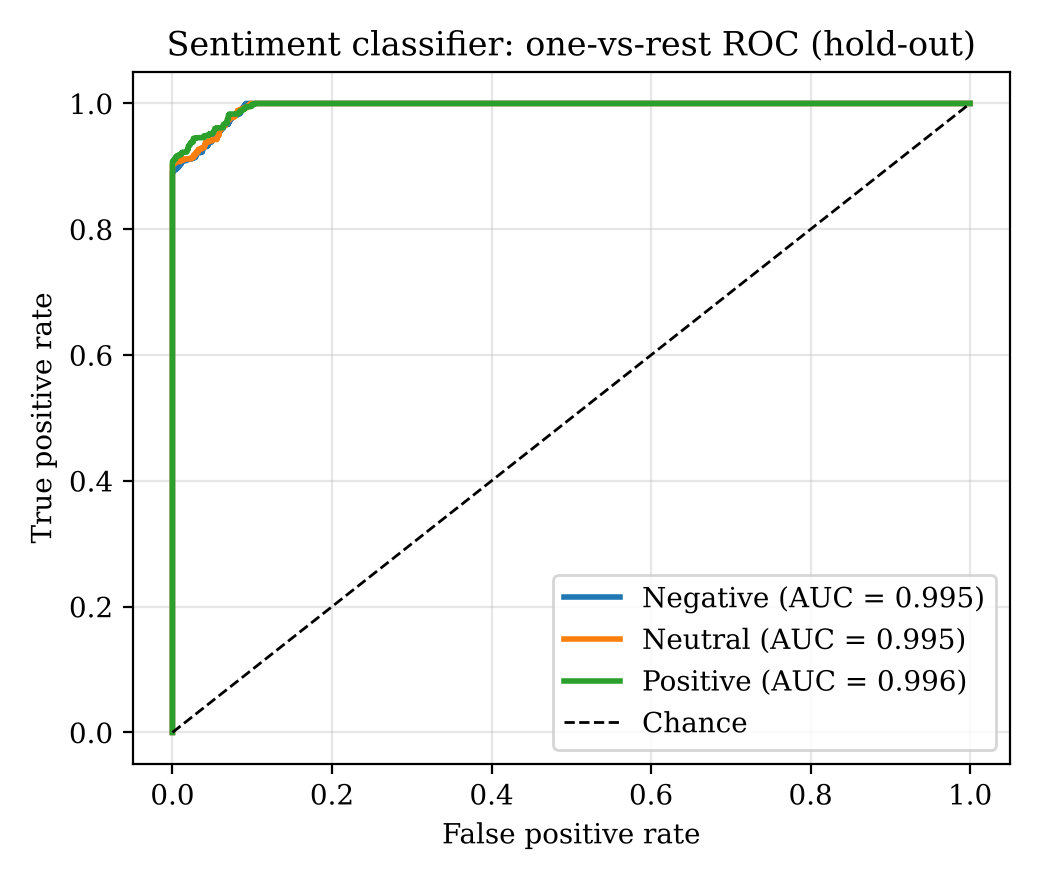 Sentiment classifier: one-vs-rest ROC (hold-out)
True positive rate
1.0
0.8
0.6
0.4
0.2
0.0
Negative (AUC = 0.995)
Neutral (AUC = 0.995)
Positive (AUC = 0.996)
Chance
0.0 0.2 0.4 0.6 0.8 1.0
False positive rate